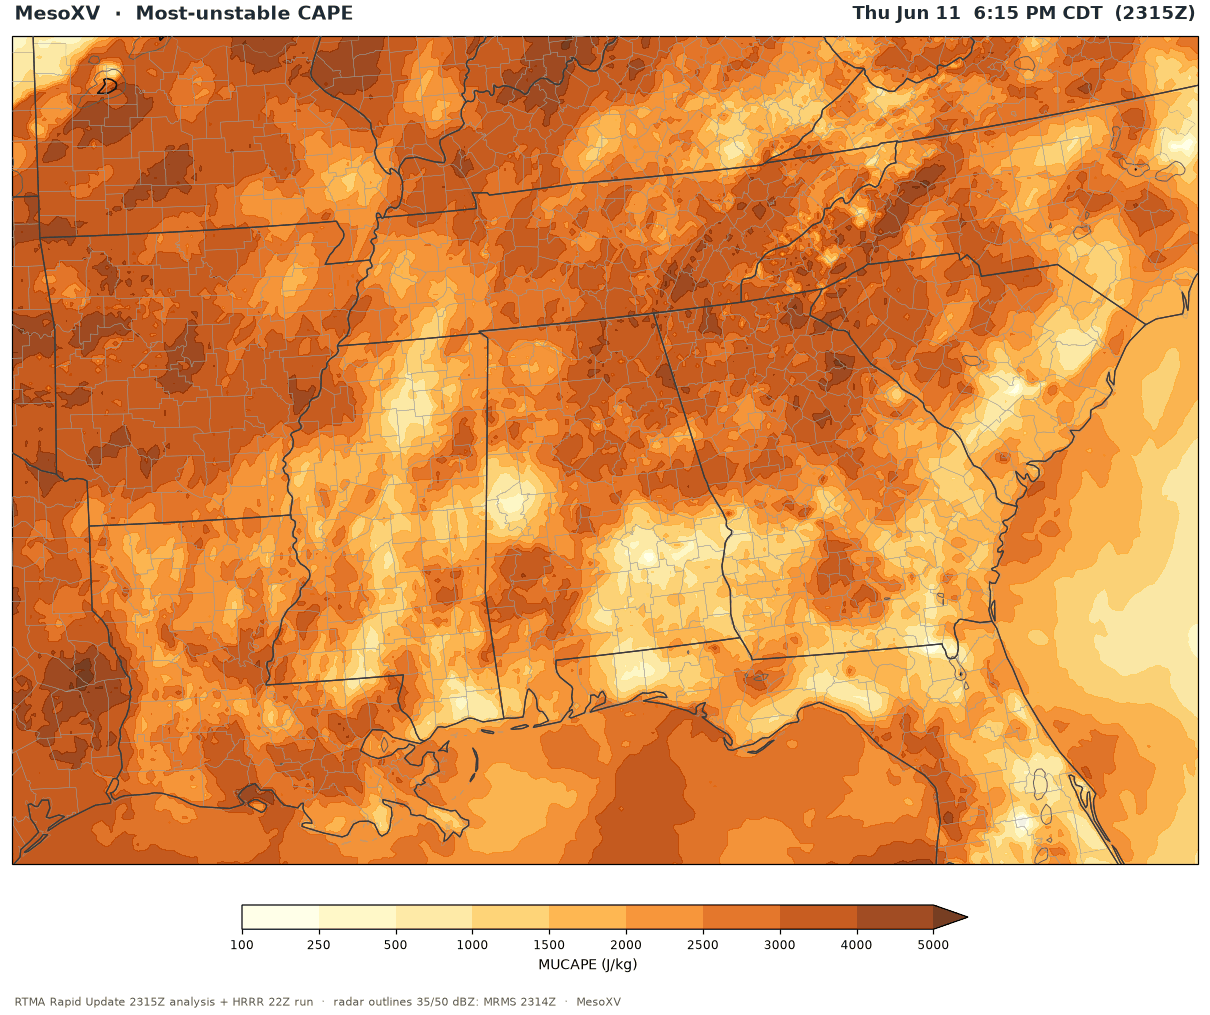 MesoXV · Most-unstable CAPE
Thu Jun 11 6:15 PM CDT (2315Z)
100 250 500 1000 1500 2000 2500 3000 4000 5000
MUCAPE (J/kg)
RTMA Rapid Update 2315Z analysis + HRRR 22Z run · radar outlines 35/50 dBZ: MRMS 2314Z · MesoXV